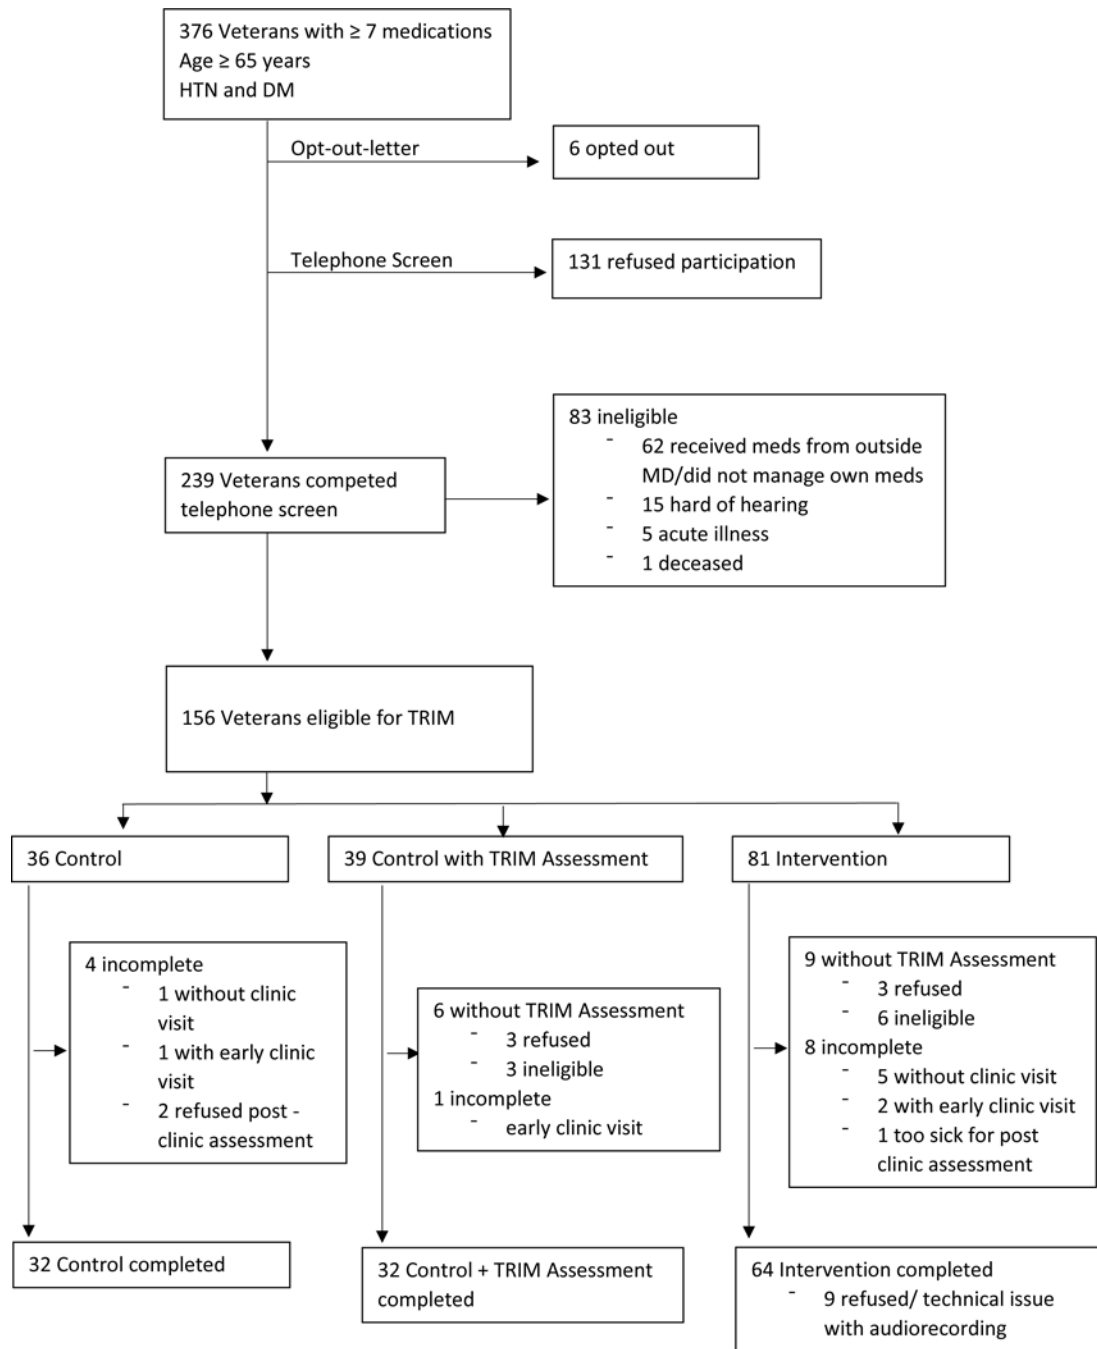 376 Veterans with ≥ 7 medications
Age ≥ 65 years
HTN and DM
Opt-out-letter
6 opted out
Telephone Screen
131 refused participation
83 ineligible
- 62 received meds from outside
MD/did not manage own meds
- 15 hard of hearing
- 5 acute illness
- 1 deceased
239 Veterans competed
telephone screen
156 Veterans eligible for TRIM
36 Control
39 Control with TRIM Assessment
81 Intervention
4 incomplete
- 1 without clinic
visit
- 1 with early clinic
visit
- 2 refused post -
clinic assessment
6 without TRIM Assessment
- 3 refused
- 3 ineligible
1 incomplete
- early clinic visit
9 without TRIM Assessment
- 3 refused
- 6 ineligible
8 incomplete
- 5 without clinic visit
- 2 with early clinic visit
- 1 too sick for post
clinic assessment
32 Control completed
32 Control + TRIM Assessment
completed
64 Intervention completed
- 9 refused/ technical issue
with audiorecording